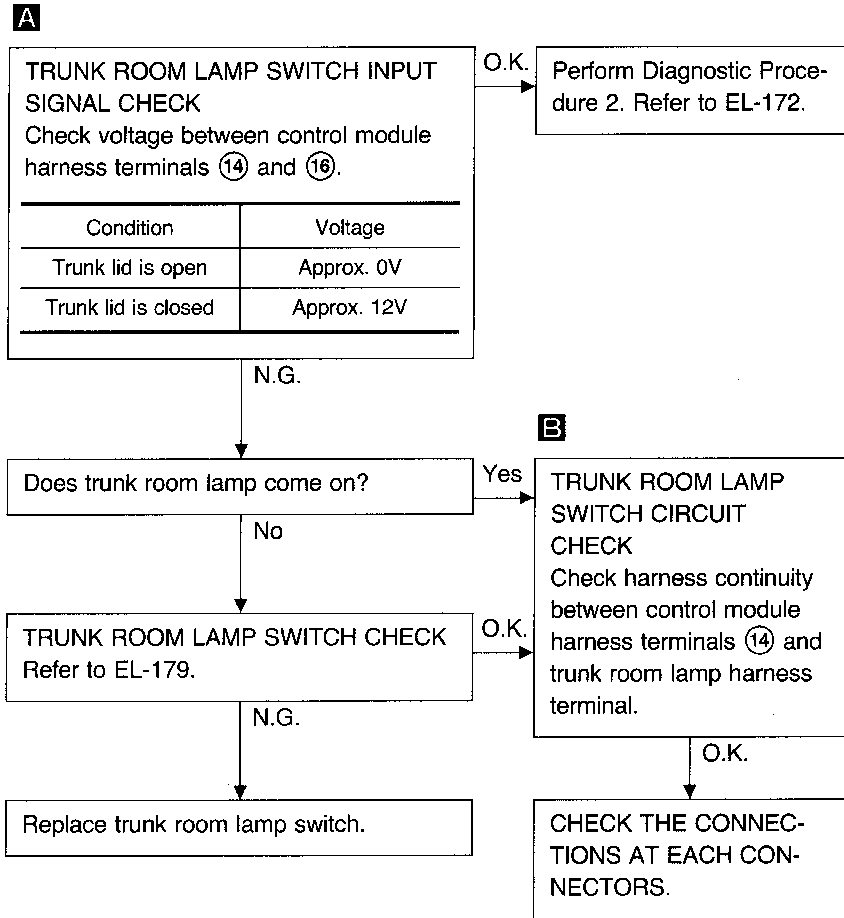 A
TRUNK ROOM LAMP SWITCH INPUT
SIGNAL CHECK
Check voltage between control module
harness terminals ⑭ and ⑯.
Condition Voltage
Trunk lid is open Approx. 0V
Trunk lid is closed Approx. 12V
O.K.
Perform Diagnostic Proce-
dure 2. Refer to EL-172.
N.G.
Does trunk room lamp come on?
Yes
No
B
TRUNK ROOM LAMP
SWITCH CIRCUIT
CHECK
Check harness continuity
between control module
harness terminals ⑭ and
trunk room lamp harness
terminal.
TRUNK ROOM LAMP SWITCH CHECK
Refer to EL-179.
O.K.
N.G.
Replace trunk room lamp switch.
O.K.
CHECK THE CONNEC-
TIONS AT EACH CON-
NECTORS.